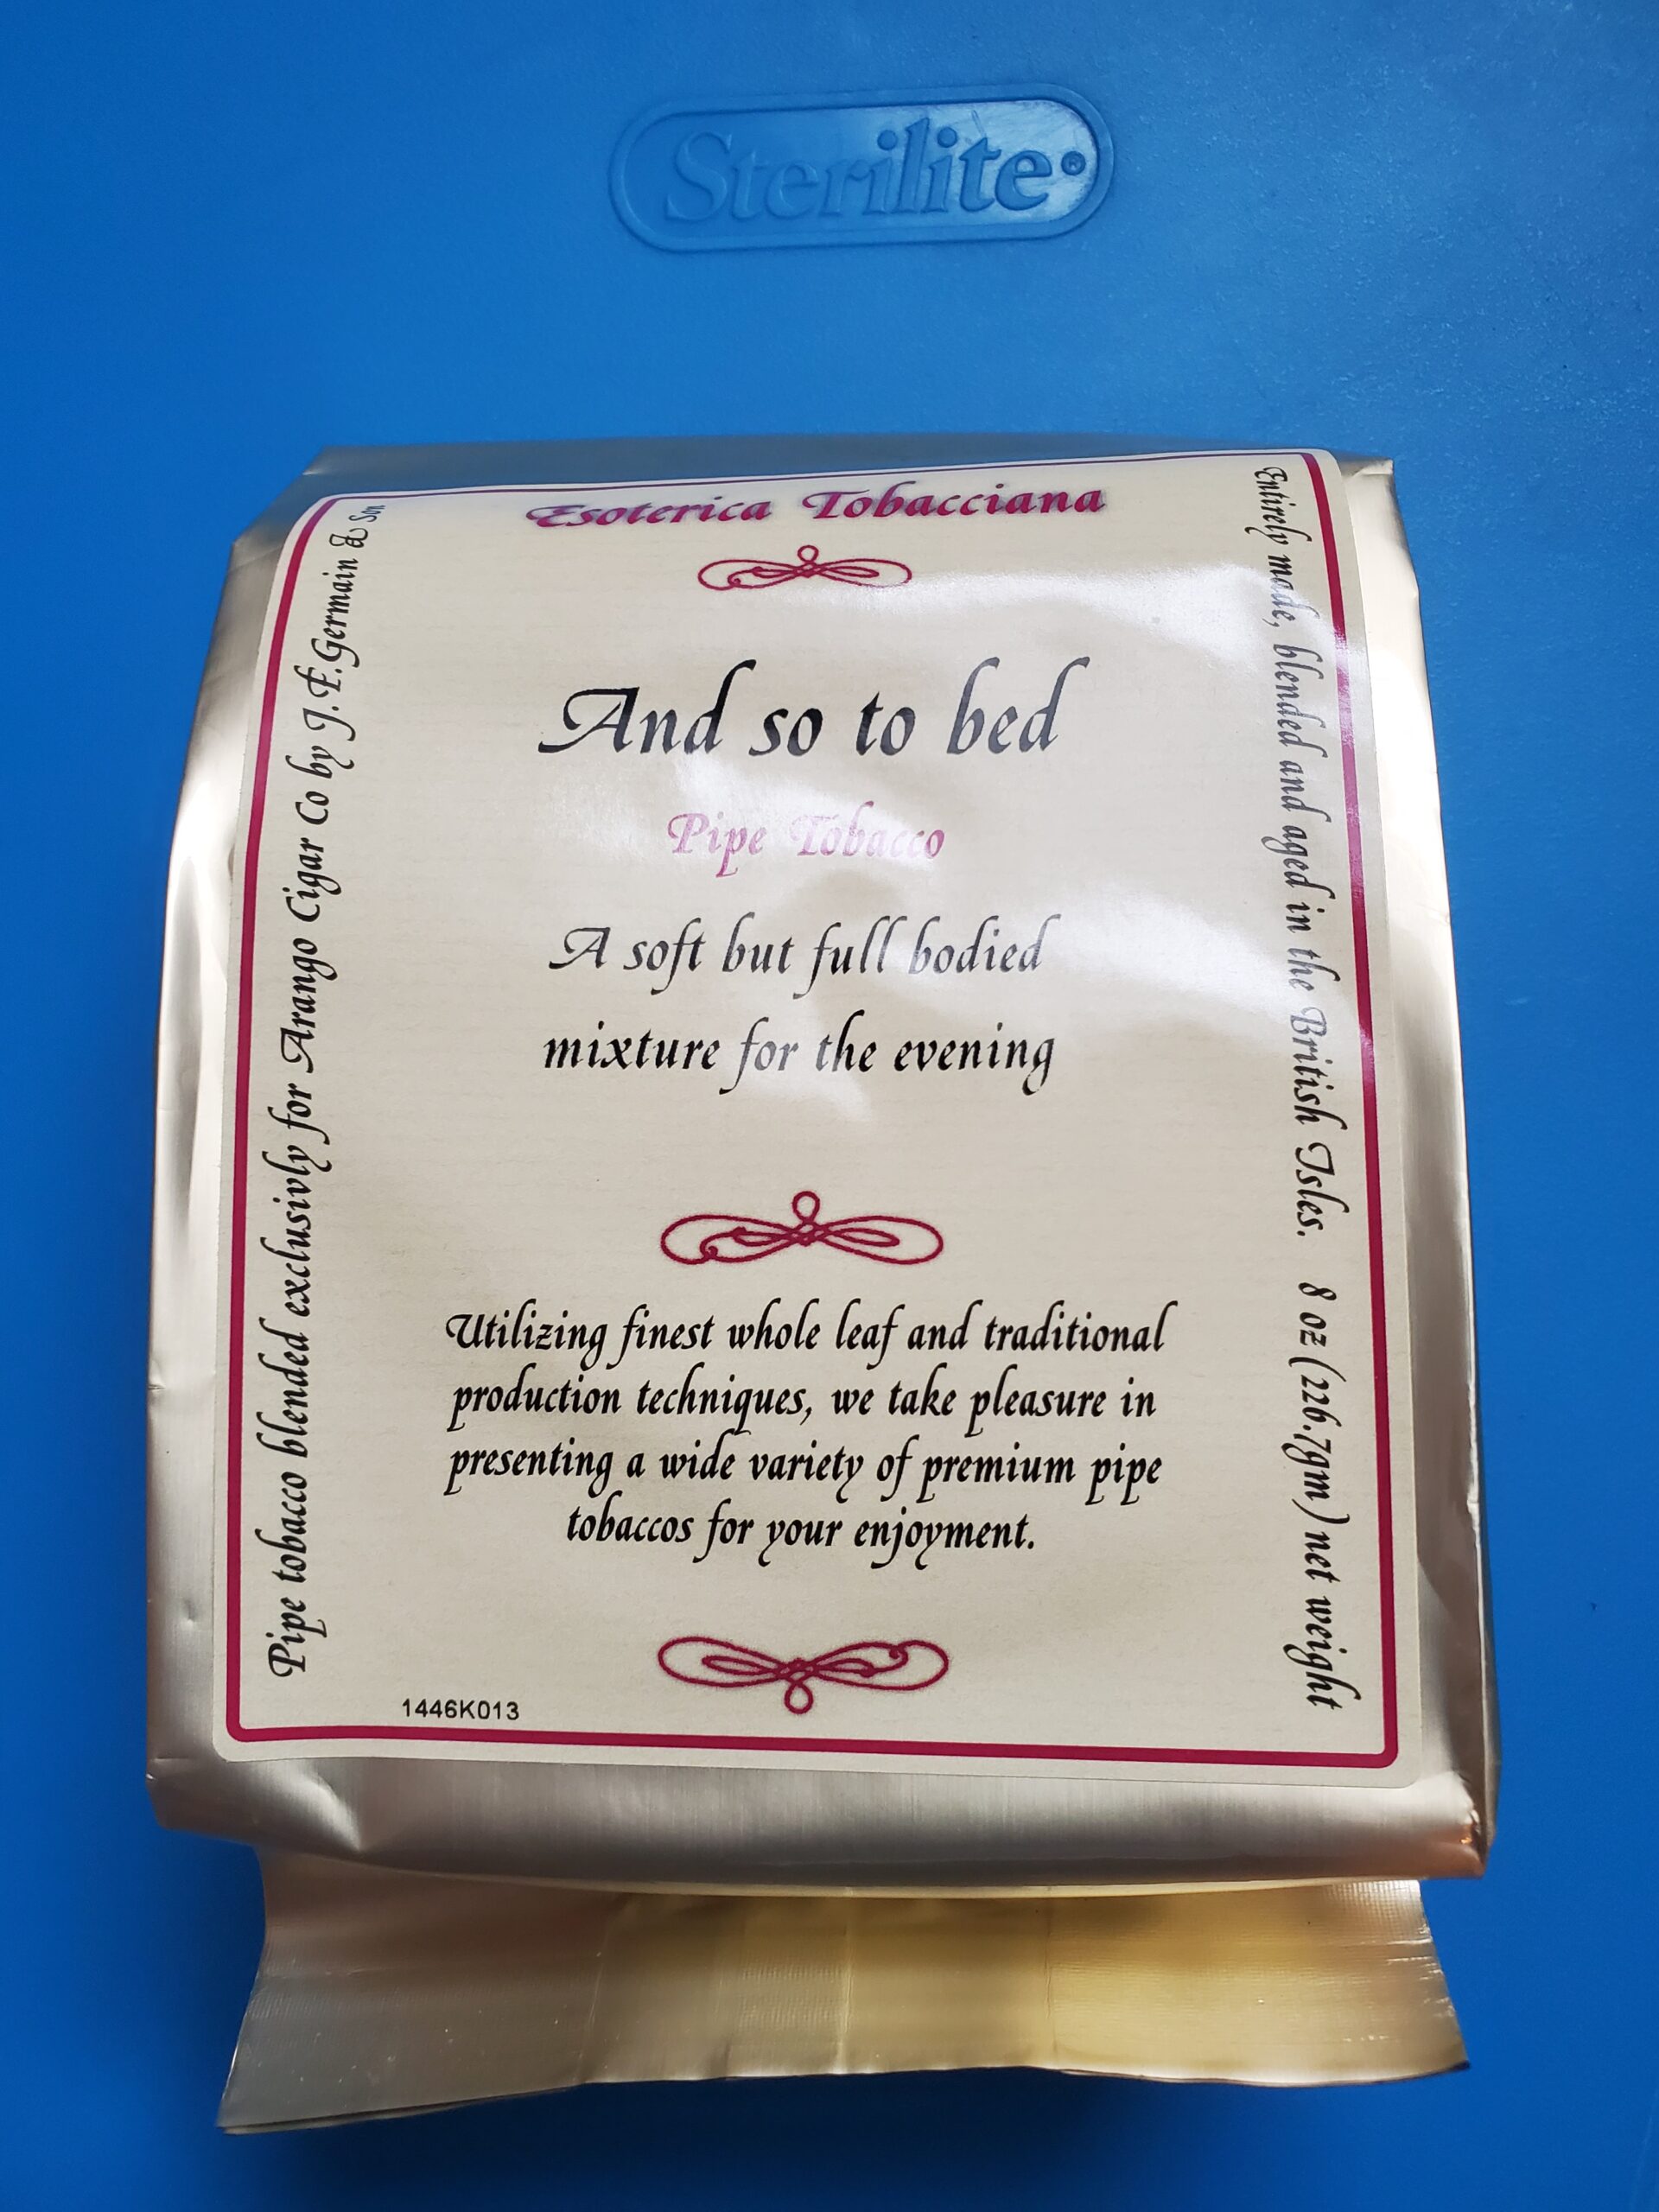 Sterilite®
Esoterica Tobacciana
And so to bed
Pipe Tobacco
A soft but full bodied
mixture for the evening
Utilizing finest whole leaf and traditional
production techniques, we take pleasure in
presenting a wide variety of premium pipe
tobaccos for your enjoyment.
1446K013
Pipe tobacco blended exclusivly for Arango Cigar Co by J.F.Germain & Son
Entirely made, blended and aged in the British Isles. 8 oz (226.7gm) net weight